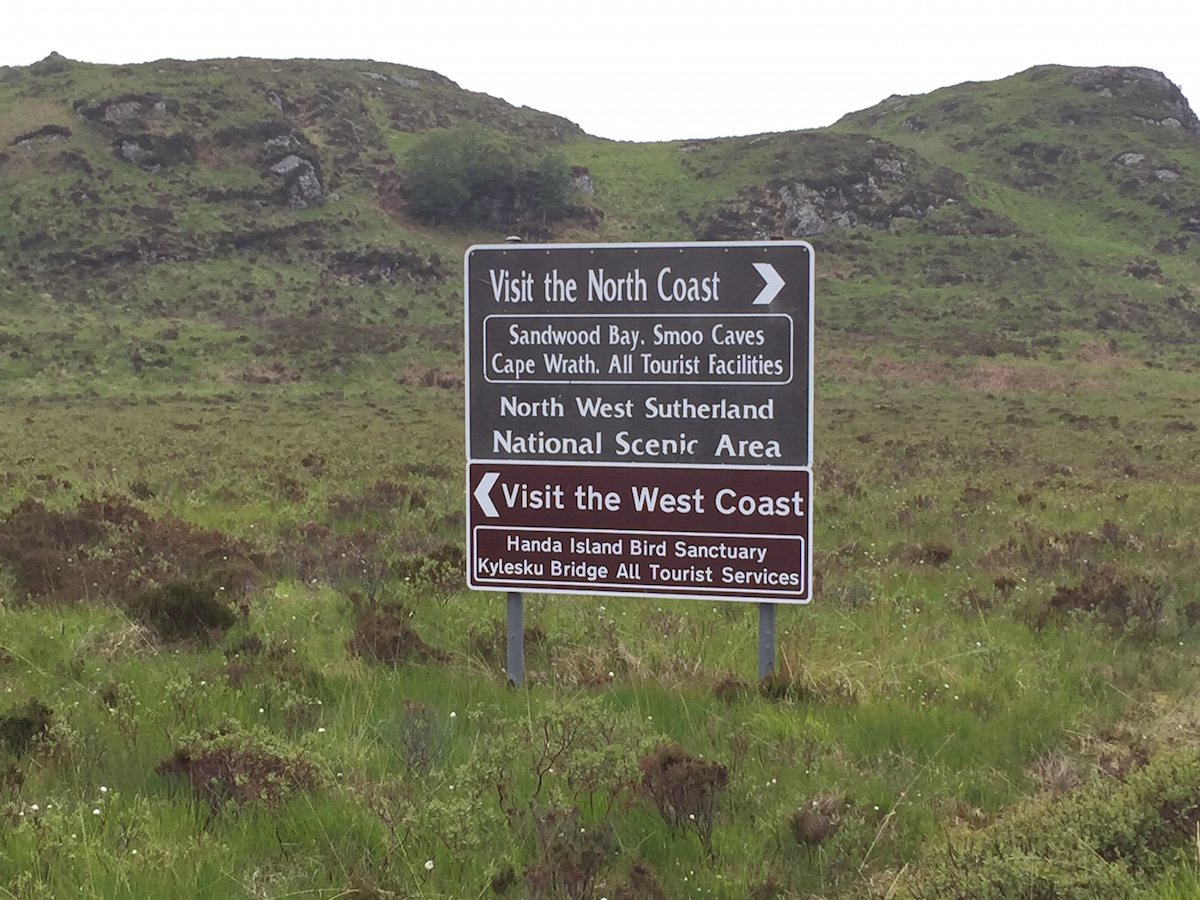 Visit the North Coast
Sandwood Bay. Smoo Caves
Cape Wrath. All Tourist Facilities
North West Sutherland
National Scenic Area
Visit the West Coast
Handa Island Bird Sanctuary
Kylesku Bridge All Tourist Services